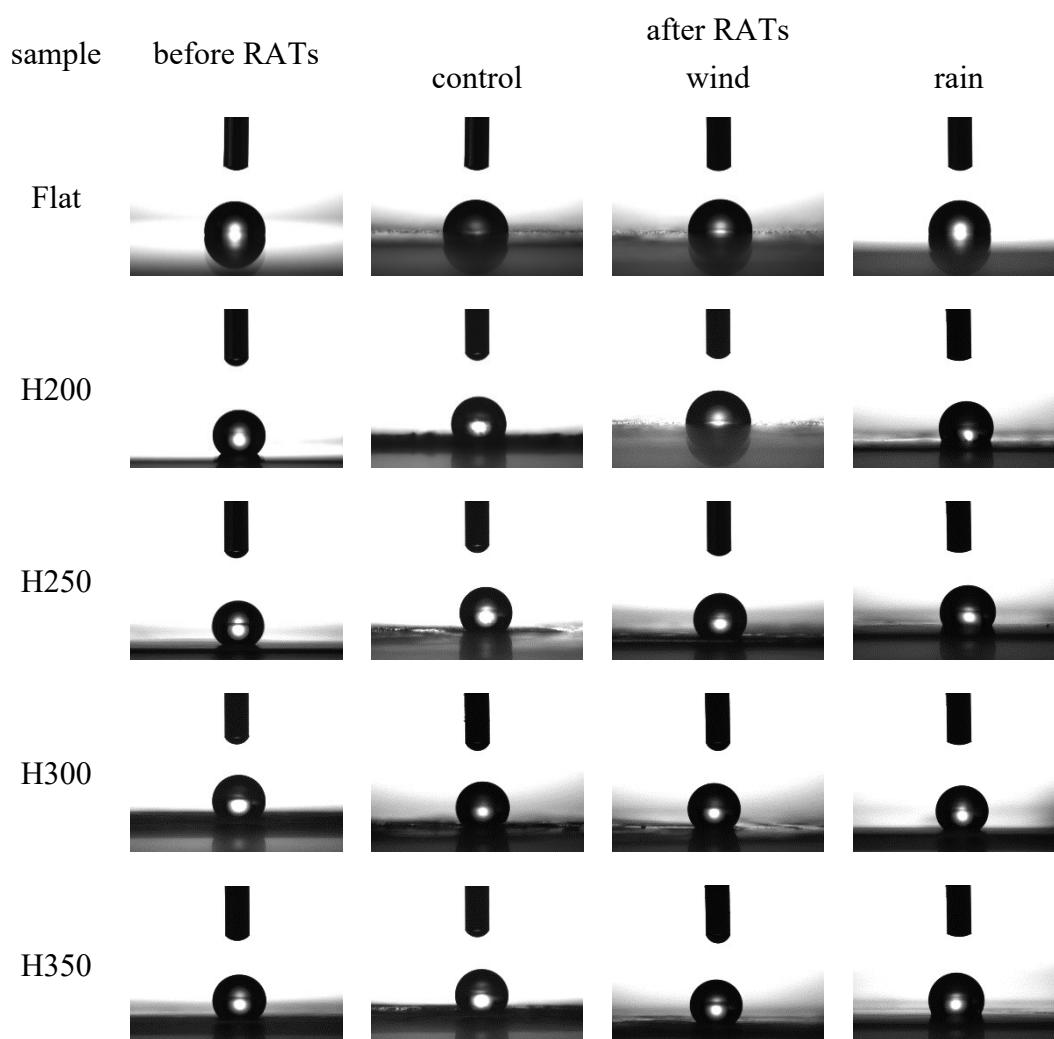 sample before RATs after RATs
control wind rain
Flat
H200
H250
H300
H350